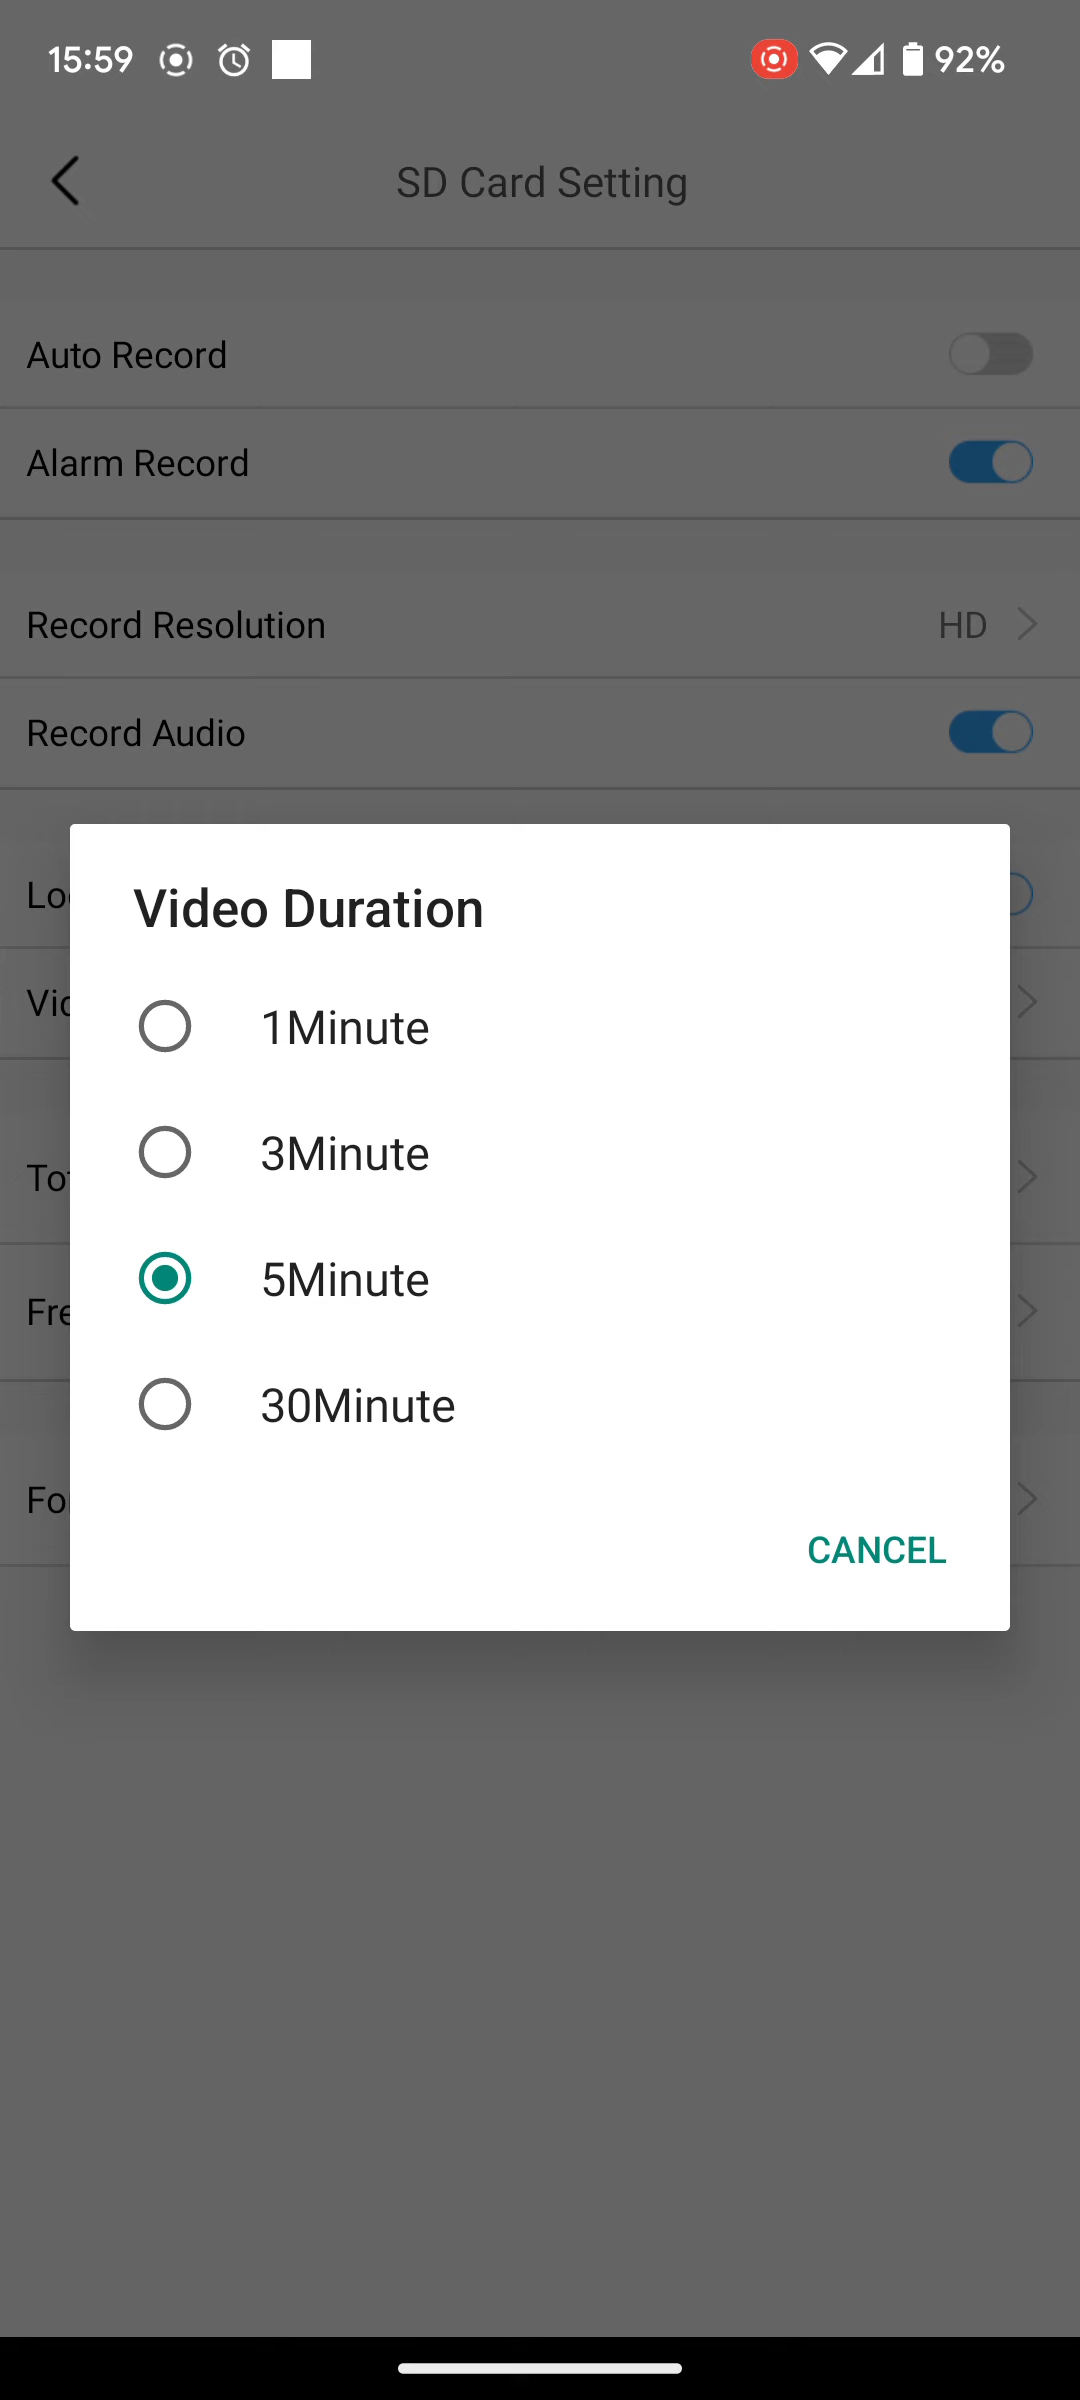 15:59
92%
SD Card Setting
Auto Record
Alarm Record
Record Resolution HD
Record Audio
Video Duration
1Minute
3Minute
5Minute
30Minute
CANCEL